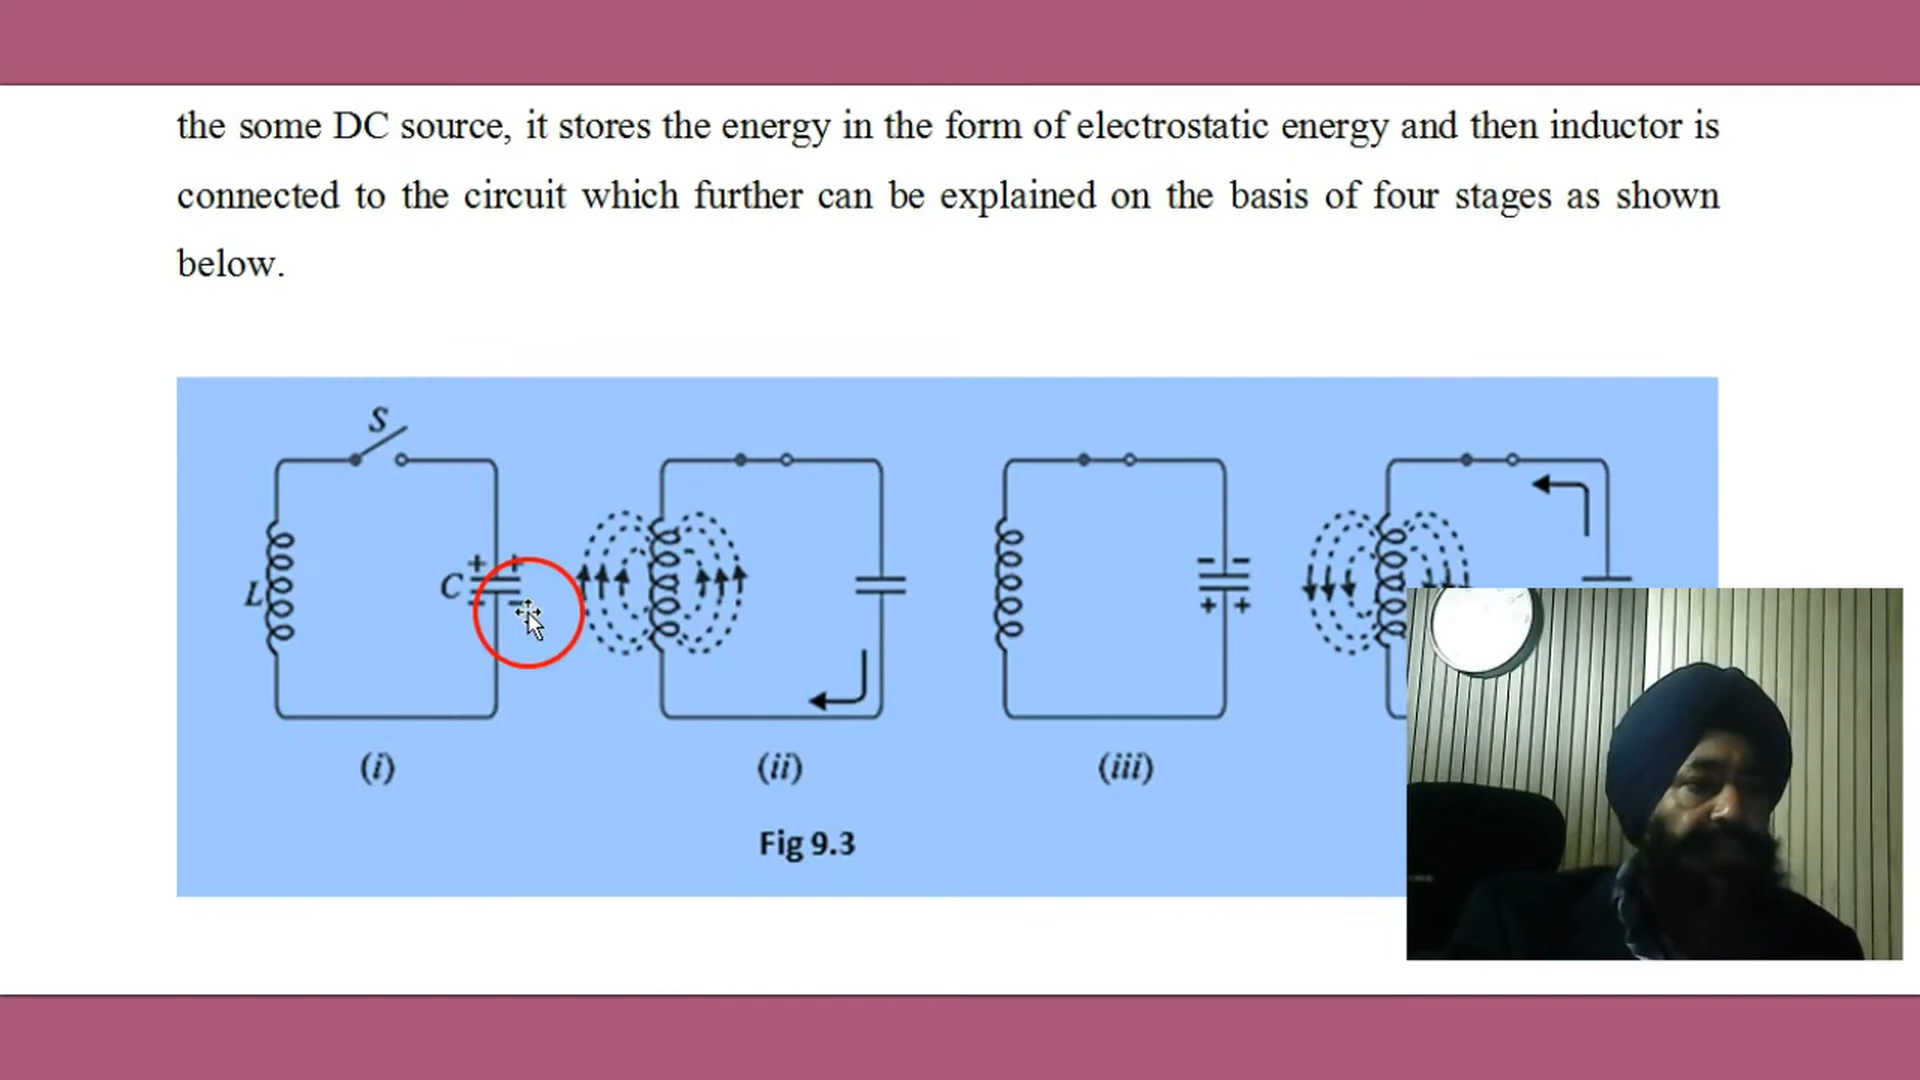 the some DC source, it stores the energy in the form of electrostatic energy and then inductor is
connected to the circuit which further can be explained on the basis of four stages as shown
below.
S
L
C
+ +
- -
- -
+ +
(i)
(ii)
(iii)
Fig 9.3